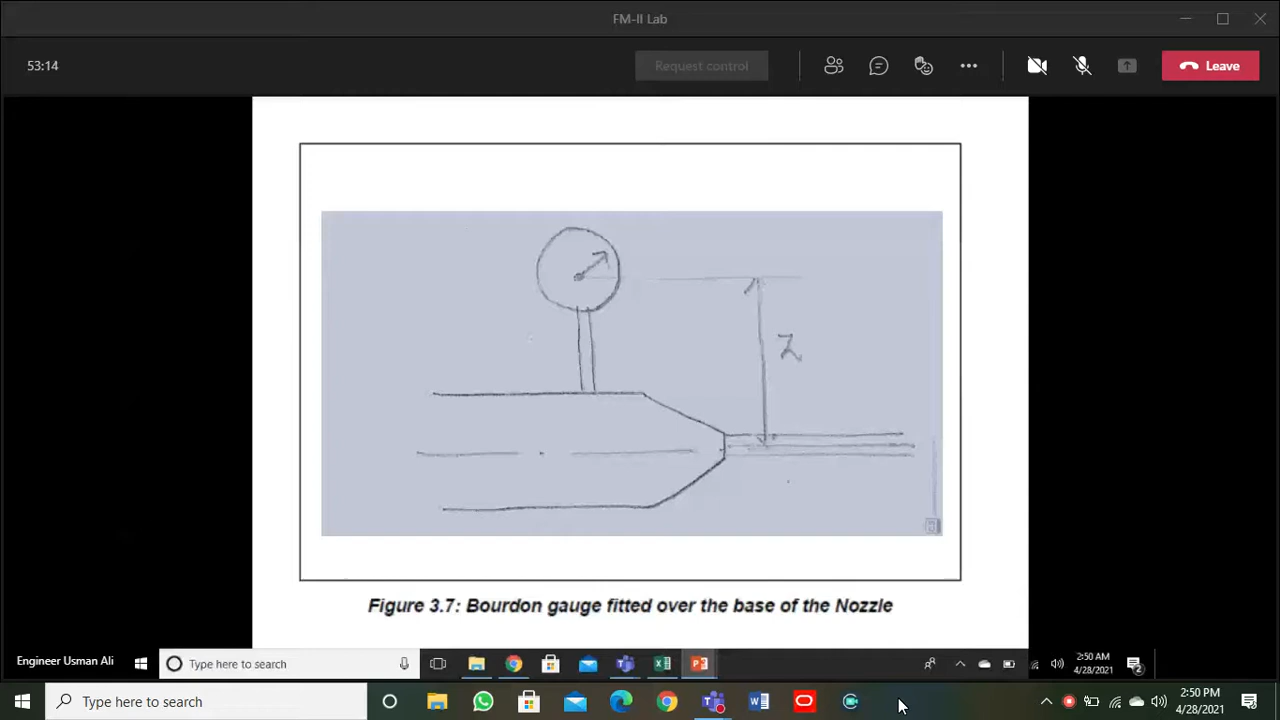 FM-II Lab
53:14
Request control
Leave
Z
Figure 3.7: Bourdon gauge fitted over the base of the Nozzle
Engineer Usman Ali
Type here to search
2:50 AM
4/28/2021
2
Type here to search
2:50 PM
4/28/2021